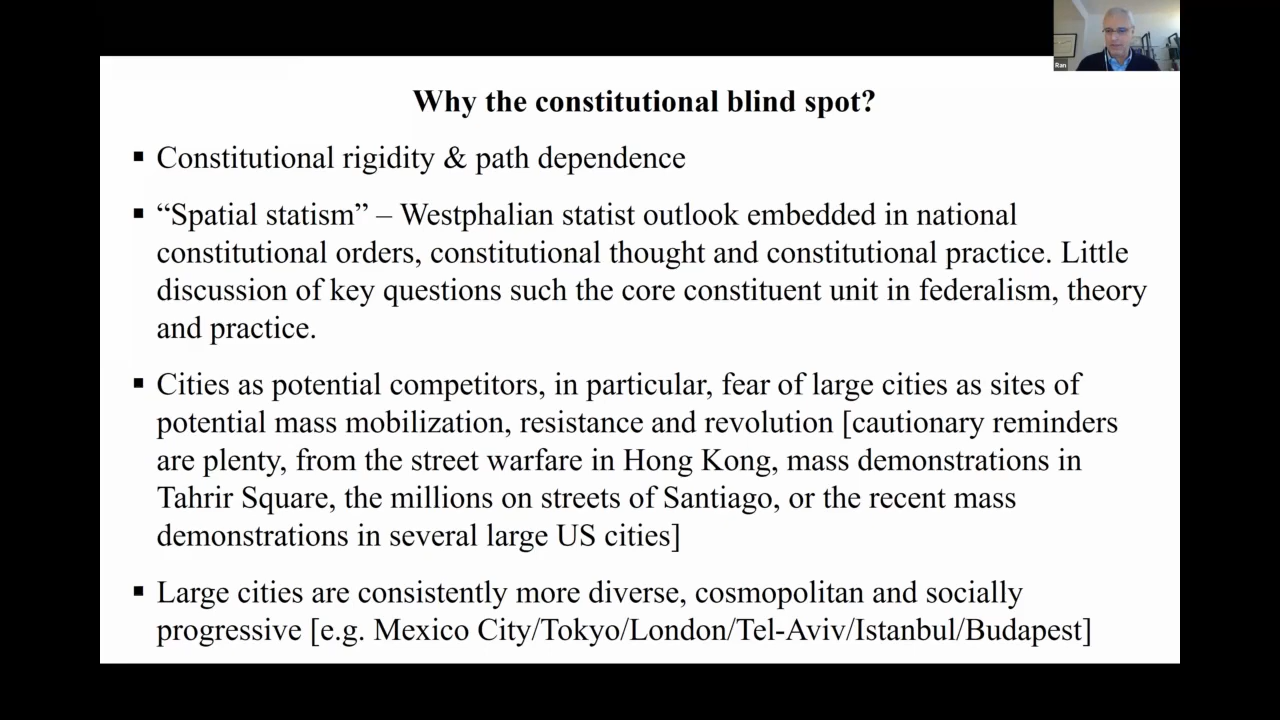 Ran
Why the constitutional blind spot?
▪ Constitutional rigidity & path dependence
▪ “Spatial statism” – Westphalian statist outlook embedded in national
constitutional orders, constitutional thought and constitutional practice. Little
discussion of key questions such the core constituent unit in federalism, theory
and practice.
▪ Cities as potential competitors, in particular, fear of large cities as sites of
potential mass mobilization, resistance and revolution [cautionary reminders
are plenty, from the street warfare in Hong Kong, mass demonstrations in
Tahrir Square, the millions on streets of Santiago, or the recent mass
demonstrations in several large US cities]
▪ Large cities are consistently more diverse, cosmopolitan and socially
progressive [e.g. Mexico City/Tokyo/London/Tel-Aviv/Istanbul/Budapest]